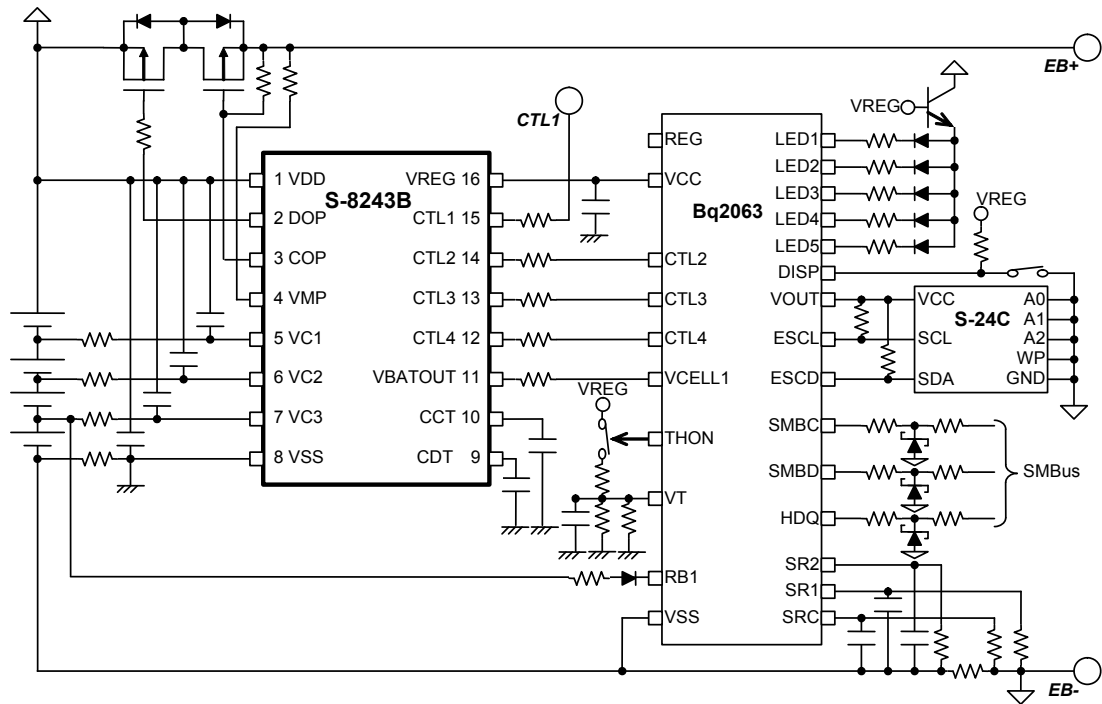 EB+
CTL1
VREG
S-8243B
1 VDD
2 DOP
3 COP
4 VMP
5 VC1
6 VC2
7 VC3
8 VSS
VREG 16
CTL1 15
CTL2 14
CTL3 13
CTL4 12
VBATOUT 11
CCT 10
CDT 9
VREG
Bq2063
REG
VCC
CTL2
CTL3
CTL4
VCELL1
THON
VT
RB1
VSS
LED1
LED2
LED3
LED4
LED5
DISP
VOUT
ESCL
ESCD
SMBC
SMBD
HDQ
SR2
SR1
SRC
VREG
S-24C
VCC
SCL
SDA
A0
A1
A2
WP
GND
SMBus
EB-